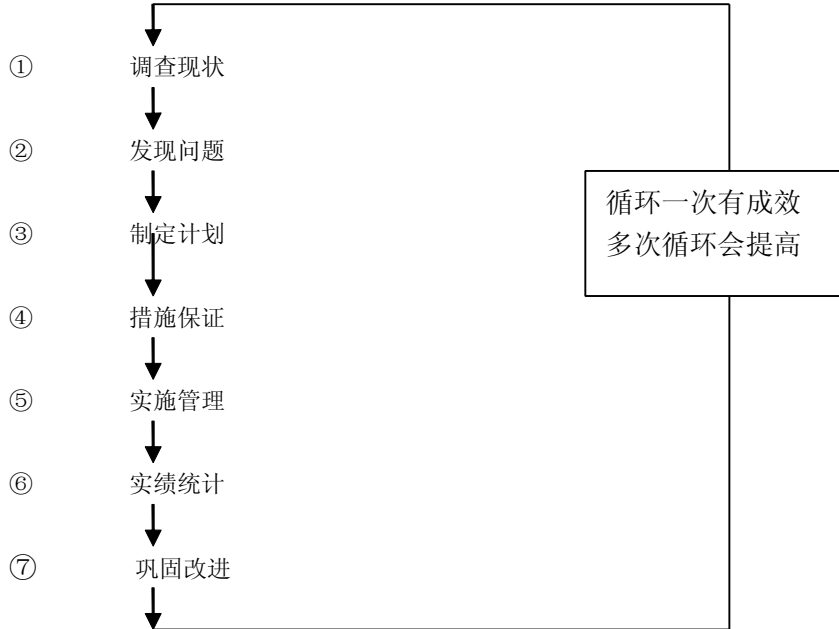 ① 调查现状
② 发现问题
循环一次有成效
③ 制定计划
多次循环会提高
④ 措施保证
⑤ 实施管理
⑥ 实绩统计
⑦ 巩固改进